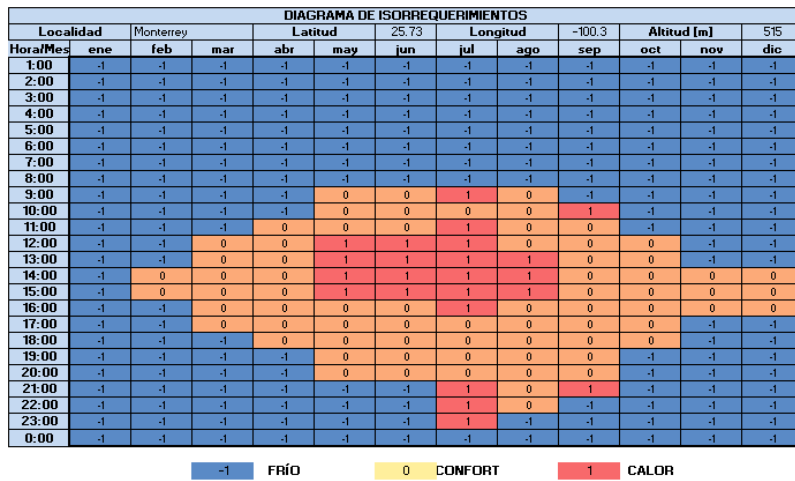 DIAGRAMA DE ISORREQUERIMIENTOS
Localidad Monterrey Latitud 25.73 Longitud -100.3 Altitud [m] 515
Hora/Mes ene feb mar abr may jun jul ago sep oct nov dic
1:00 -1 -1 -1 -1 -1 -1 -1 -1 -1 -1 -1 -1
2:00 -1 -1 -1 -1 -1 -1 -1 -1 -1 -1 -1 -1
3:00 -1 -1 -1 -1 -1 -1 -1 -1 -1 -1 -1 -1
4:00 -1 -1 -1 -1 -1 -1 -1 -1 -1 -1 -1 -1
5:00 -1 -1 -1 -1 -1 -1 -1 -1 -1 -1 -1 -1
6:00 -1 -1 -1 -1 -1 -1 -1 -1 -1 -1 -1 -1
7:00 -1 -1 -1 -1 -1 -1 -1 -1 -1 -1 -1 -1
8:00 -1 -1 -1 -1 -1 -1 -1 -1 -1 -1 -1 -1
9:00 -1 -1 -1 -1 0 0 1 0 -1 -1 -1 -1
10:00 -1 -1 -1 -1 0 0 0 0 1 -1 -1 -1
11:00 -1 -1 -1 0 0 0 1 0 0 -1 -1 -1
12:00 -1 -1 0 0 1 1 1 0 0 0 -1 -1
13:00 -1 -1 0 0 1 1 1 1 0 0 -1 -1
14:00 -1 0 0 0 1 1 1 1 0 0 0 0
15:00 -1 0 0 0 1 1 1 1 0 0 0 0
16:00 -1 -1 0 0 0 0 1 0 0 0 0 0
17:00 -1 -1 0 0 0 0 0 0 0 0 -1 -1
18:00 -1 -1 -1 0 0 0 0 0 0 0 -1 -1
19:00 -1 -1 -1 -1 0 0 0 0 0 -1 -1 -1
20:00 -1 -1 -1 -1 0 0 0 0 0 -1 -1 -1
21:00 -1 -1 -1 -1 -1 -1 1 0 1 -1 -1 -1
22:00 -1 -1 -1 -1 -1 -1 1 0 -1 -1 -1 -1
23:00 -1 -1 -1 -1 -1 -1 1 -1 -1 -1 -1 -1
0:00 -1 -1 -1 -1 -1 -1 -1 -1 -1 -1 -1 -1
-1 FRÍO 0 CONFORT 1 CALOR